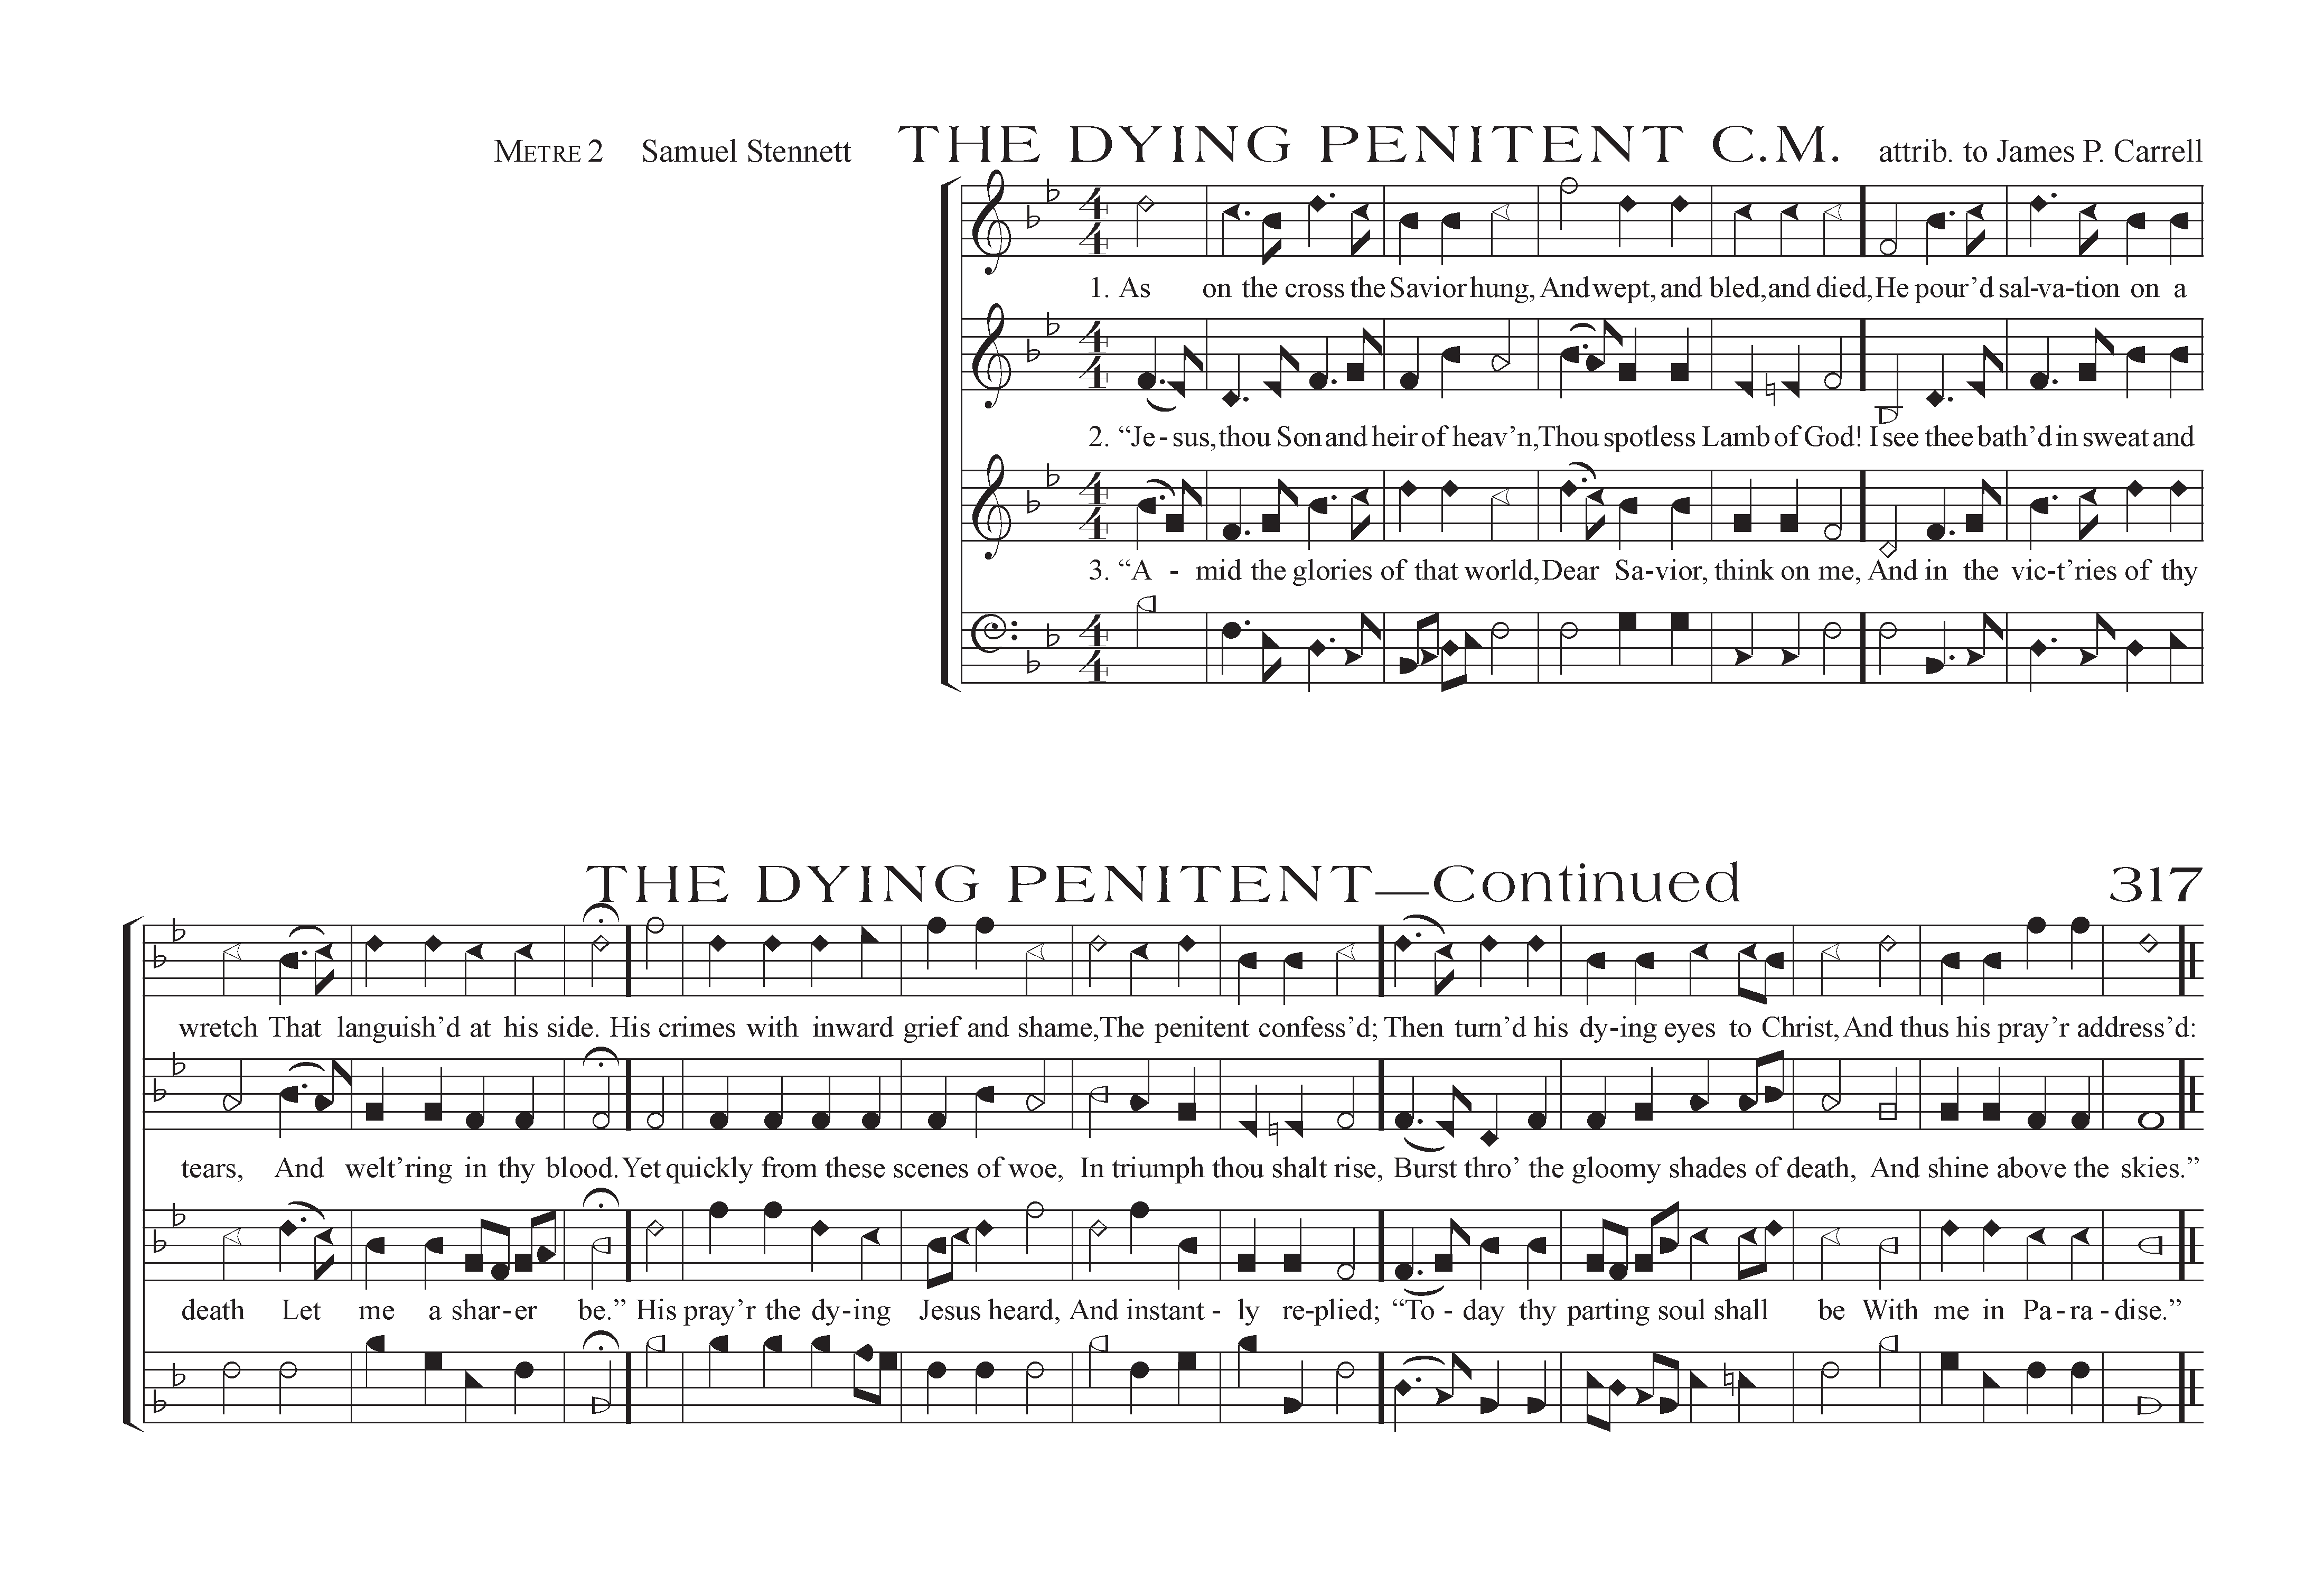 METRE 2 Samuel Stennett THE DYING PENITENT C.M. attrib. to James P. Carrell
4 4
1. As on the cross the Savior hung, And wept, and bled, and died, He pour’d sal-va-tion on a
4 4
2. “Je - sus, thou Son and heir of heav’n, Thou spotless Lamb of God! I see thee bath’d in sweat and
4 4
3. “A - mid the glories of that world, Dear Sa-vior, think on me, And in the vic-t’ries of thy
4 4
THE DYING PENITENT—Continued 317
wretch That languish’d at his side. His crimes with inward grief and shame, The penitent confess’d; Then turn’d his dy-ing eyes to Christ, And thus his pray’r address’d:
tears, And welt’ring in thy blood. Yet quickly from these scenes of woe, In triumph thou shalt rise, Burst thro’ the gloomy shades of death, And shine above the skies.”
death Let me a shar-er be.” His pray’r the dy-ing Jesus heard, And instant - ly re-plied; “To - day thy parting soul shall be With me in Pa - ra - dise.”